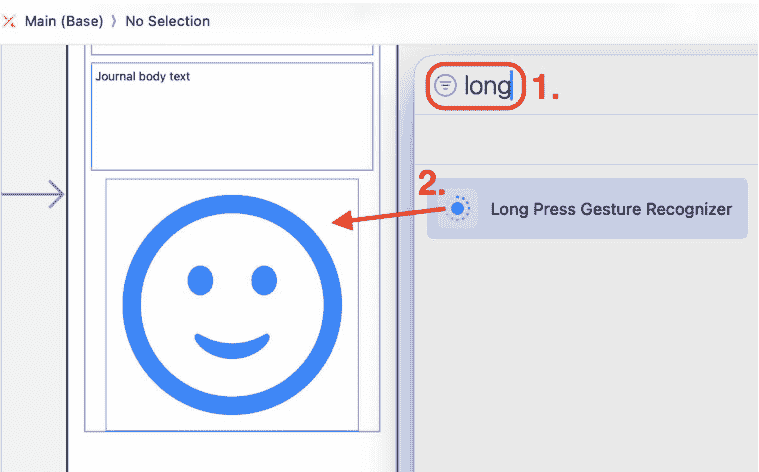 Main (Base) ⟩ No Selection
Journal body text
long
1.
2.
Long Press Gesture Recognizer